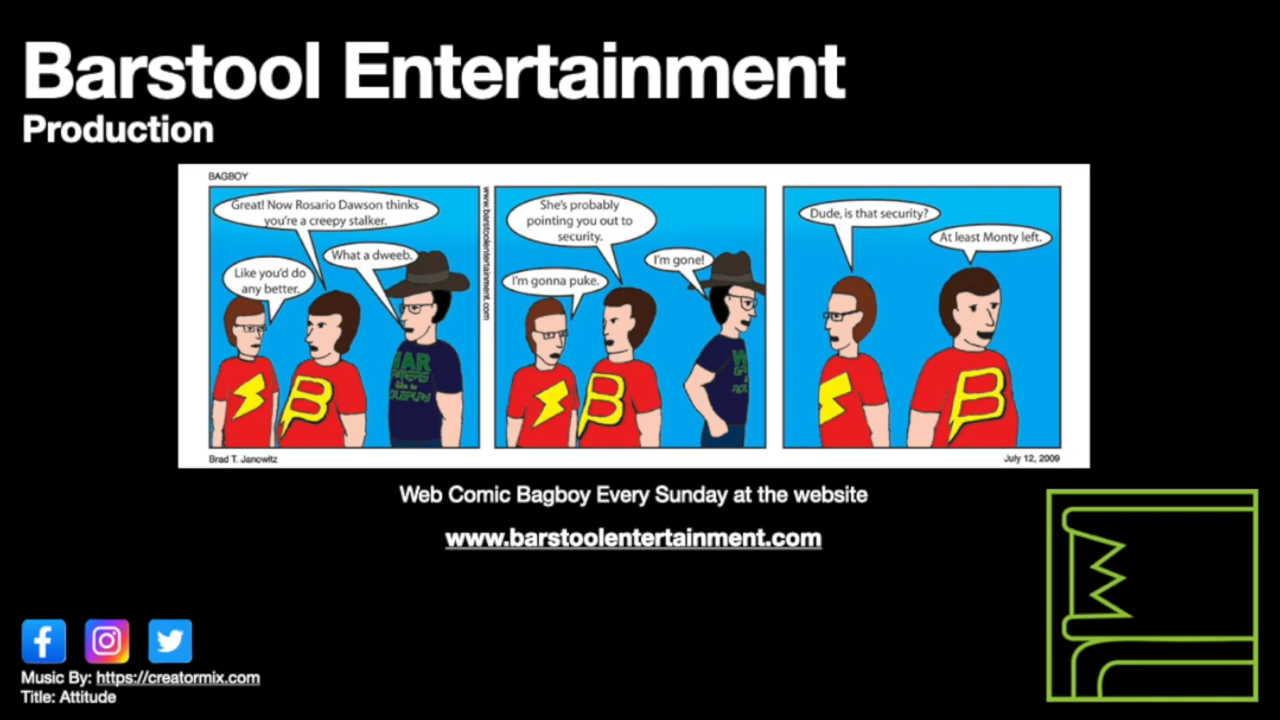 Barstool Entertainment
Production
BAGBOY
Great! Now Rosario Dawson thinks
you're a creepy stalker.
What a dweeb.
Like you'd do
any better.
www.barstoolentertainment.com
She's probably
pointing you out to
security.
I'm gone!
I'm gonna puke.
Dude, is that security?
At least Monty left.
B
B
B
Brad T. Janowitz
July 12, 2009
Web Comic Bagboy Every Sunday at the website
www.barstoolentertainment.com
Music By: https://creatormix.com
Title: Attitude